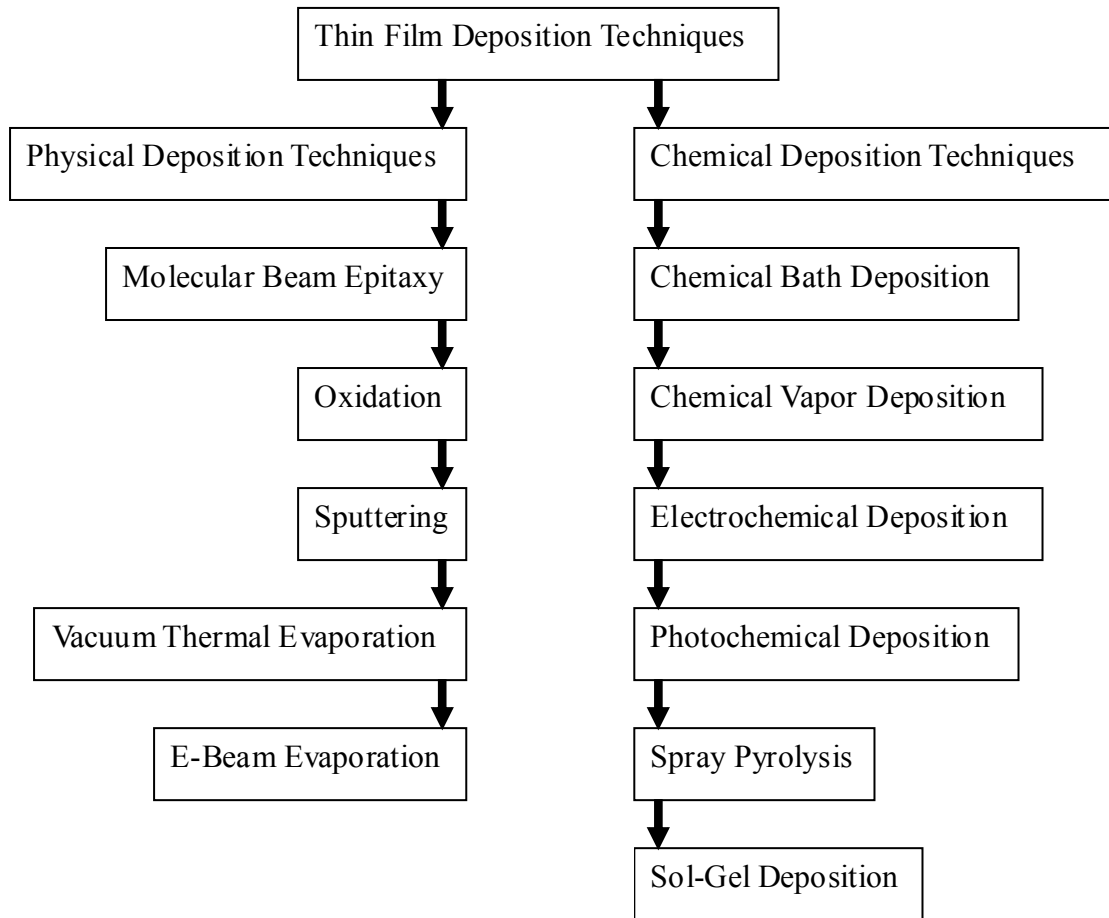 Thin Film Deposition Techniques
Physical Deposition Techniques
Chemical Deposition Techniques
Molecular Beam Epitaxy
Chemical Bath Deposition
Oxidation
Chemical Vapor Deposition
Sputtering
Electrochemical Deposition
Vacuum Thermal Evaporation
Photochemical Deposition
E-Beam Evaporation
Spray Pyrolysis
Sol-Gel Deposition